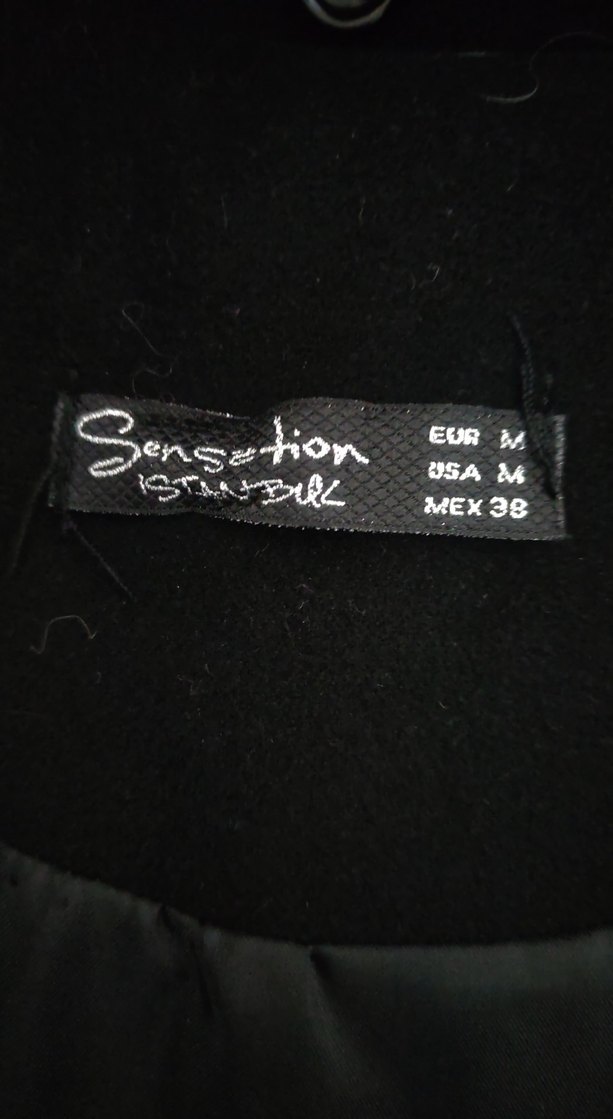 Sensation
ISTANBUL
EUR M
USA M
MEX 38